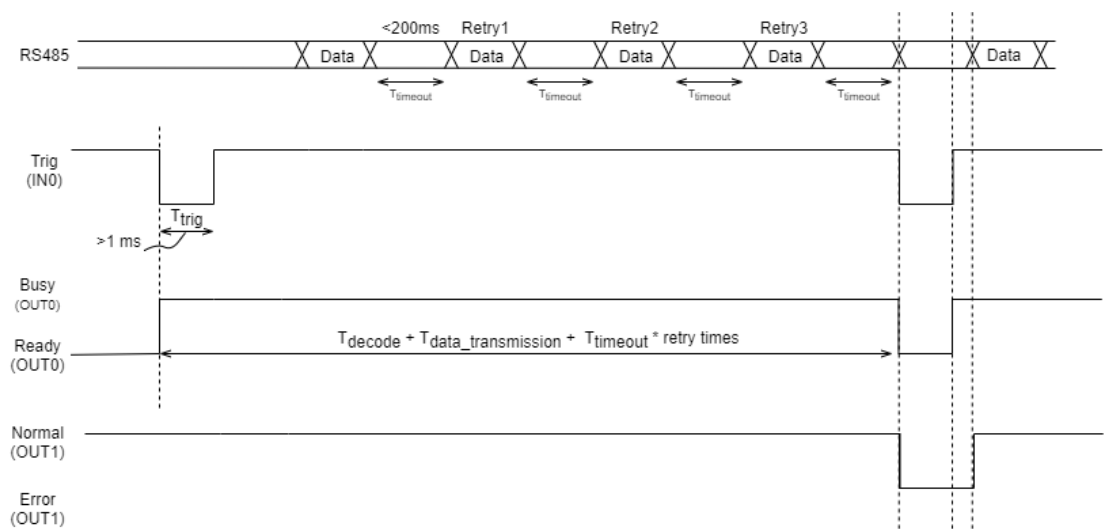 <200ms Retry1 Retry2 Retry3
RS485 Data Data Data Data Data
Ttimeout Ttimeout Ttimeout Ttimeout
Trig
(IN0)
Ttrig
>1 ms
Busy
(OUT0)
Ready
(OUT0)
Tdecode + Tdata_transmission + Ttimeout * retry times
Normal
(OUT1)
Error
(OUT1)